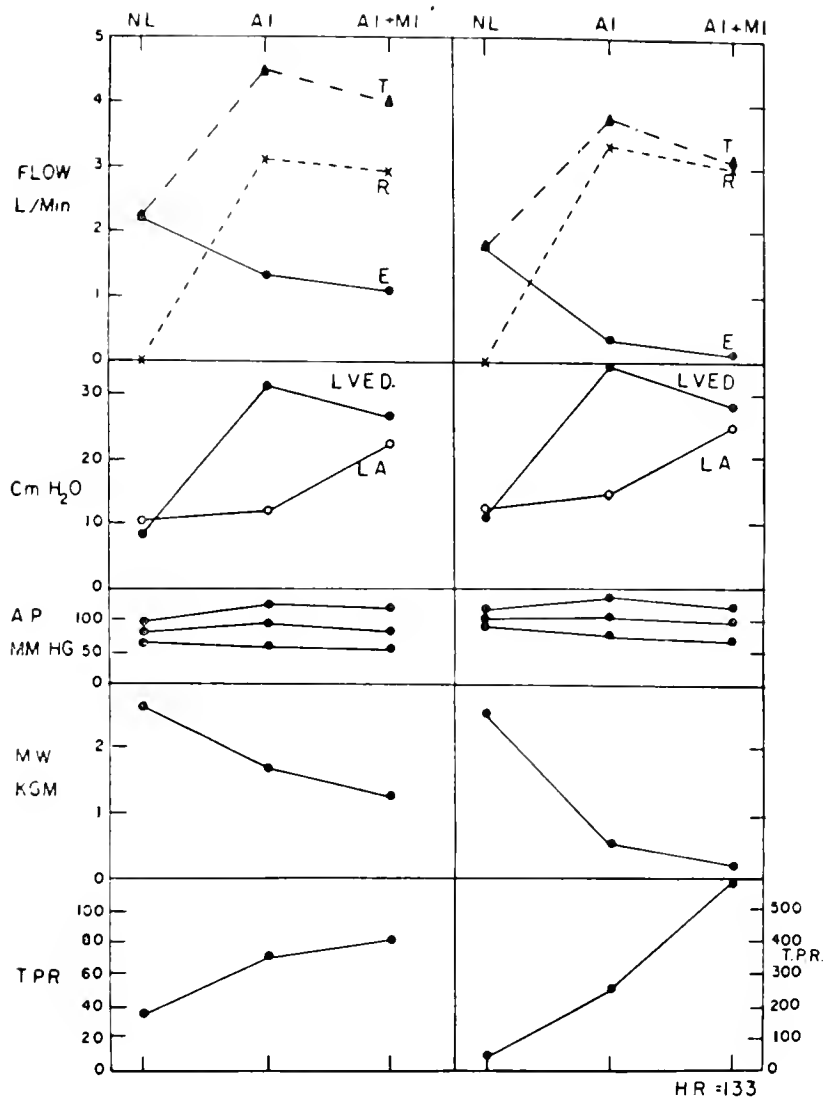 NL AI AI+MI NL AI AI+MI
5
4
3
2
1
0
FLOW
L/Min
T
R
E
T
R
E
30
20
10
0
Cm H₂O
LVED.
LA
LVED
LA
AP
MM HG
100
50
0
MW
KGM
2
1
0
TPR
100
80
60
40
20
0
500
400
T.P.R.
300
200
100
0
HR =133